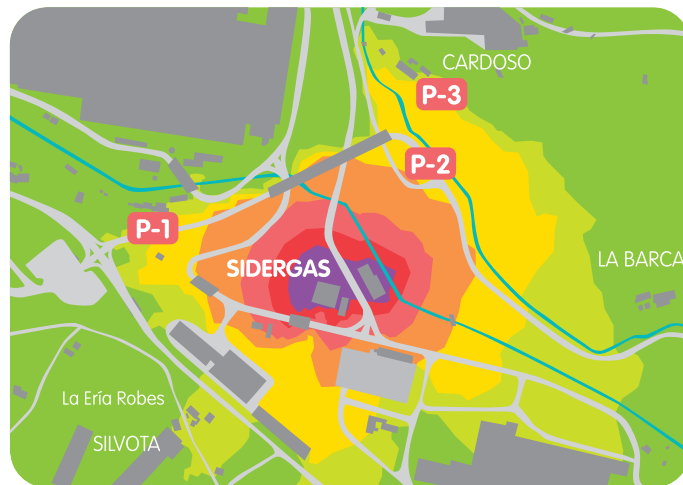 CARDOSO
P-3
P-2
P-1
SIDERGAS
LA BARCA
La Ería Robes
SILVOTA